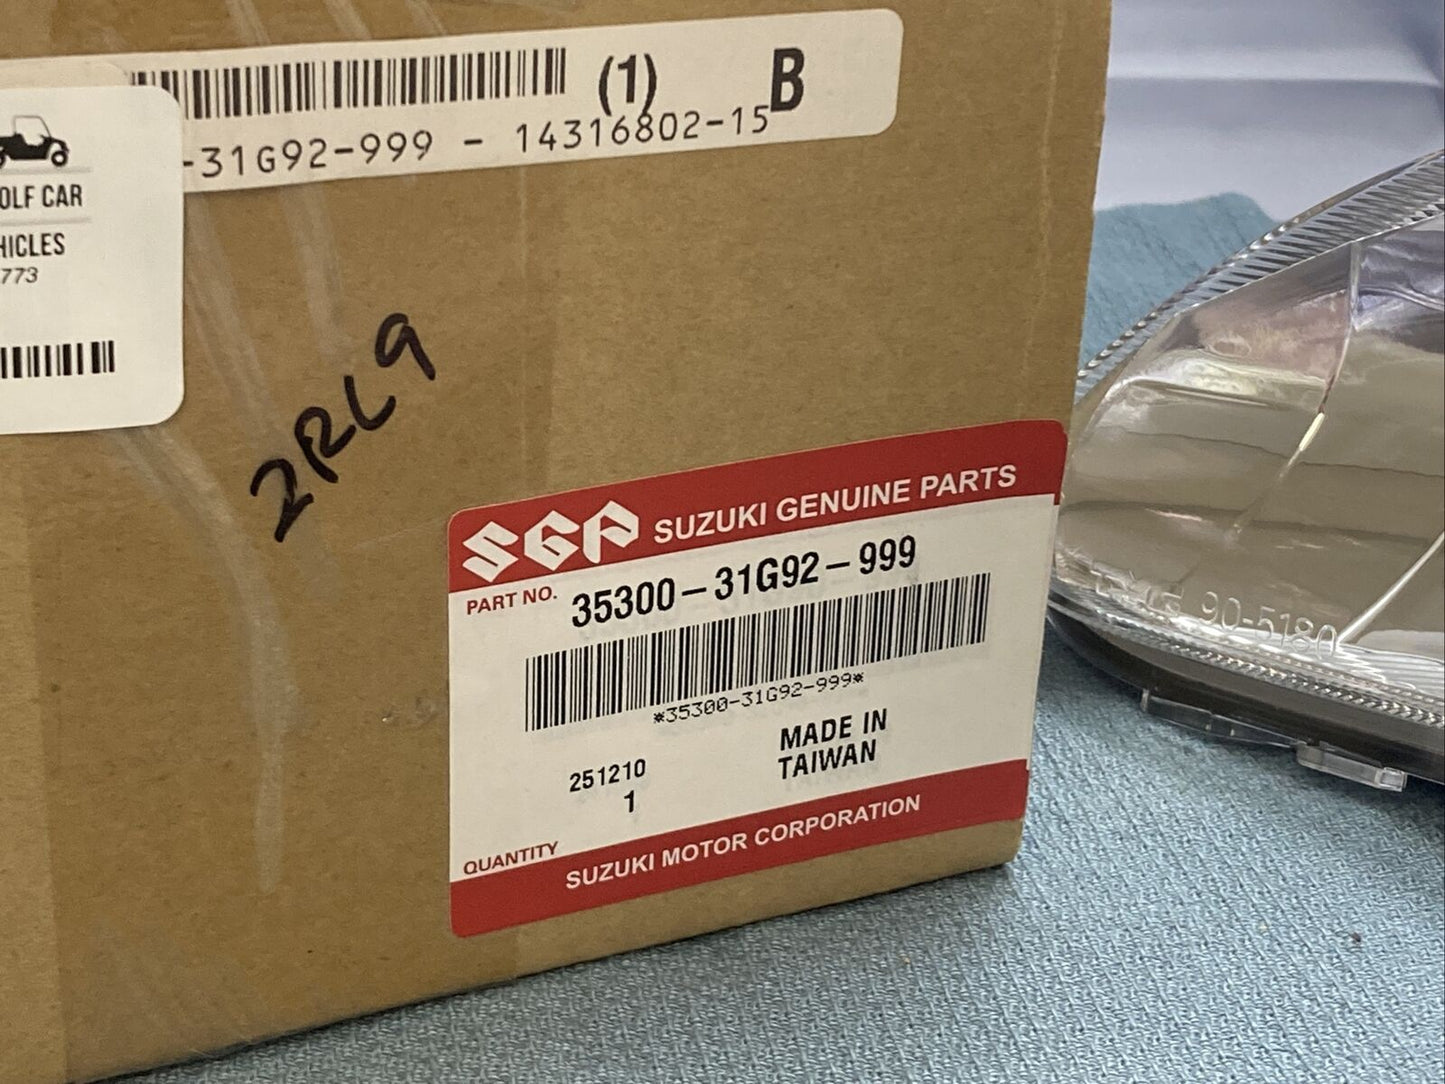 (1) B
-31G92-999 - 14316802-15
OLF CAR
HICLES
773
2RL9
SGP SUZUKI GENUINE PARTS
PART NO. 35300-31G92-999
*35300-31G92-999*
251210
1
MADE IN
TAIWAN
QUANTITY
SUZUKI MOTOR CORPORATION
90-5180